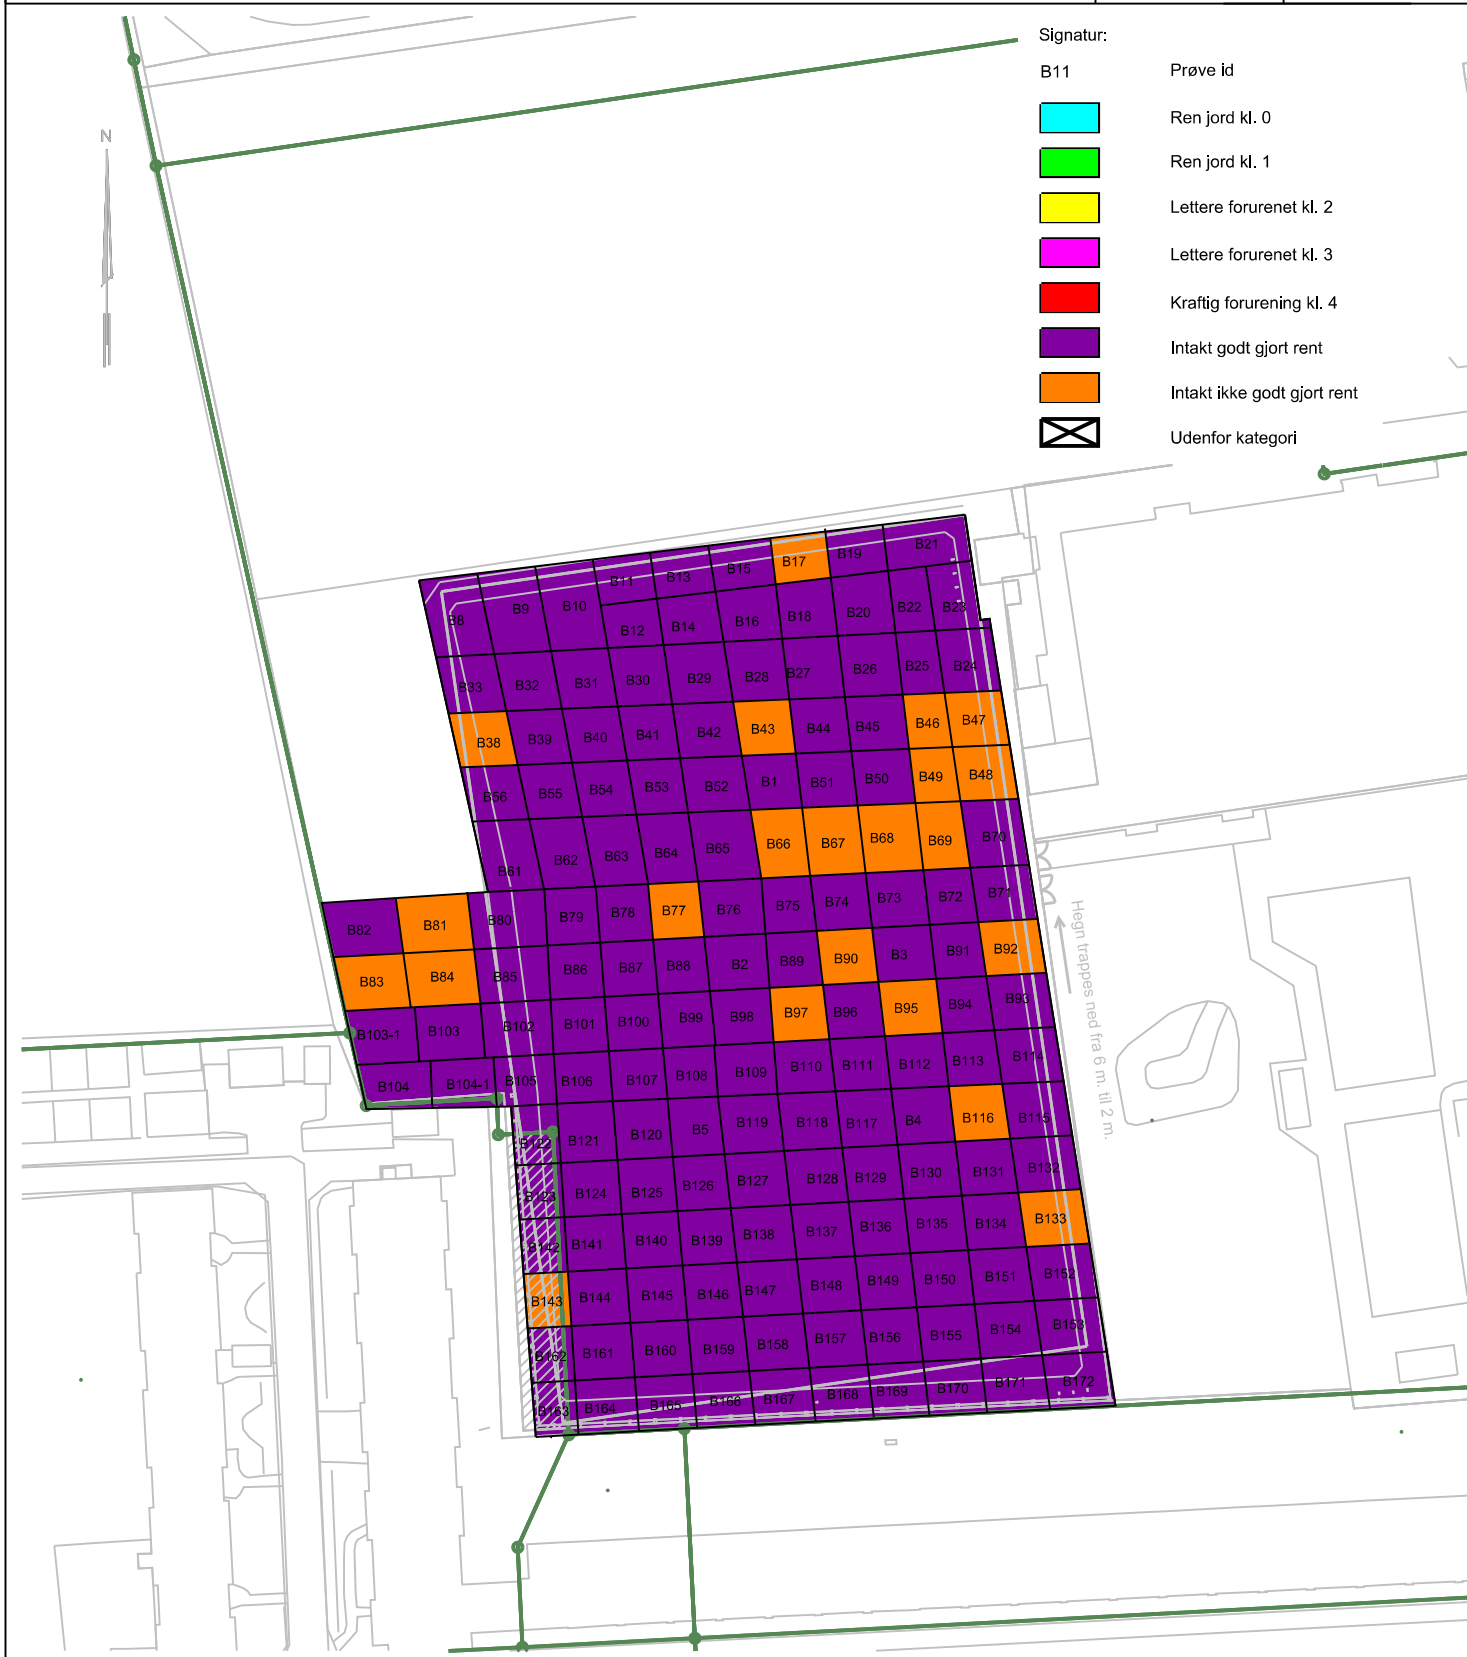 Signatur:
B11 Prøve id
Ren jord kl. 0
Ren jord kl. 1
Lettere forurenet kl. 2
Lettere forurenet kl. 3
Kraftig forurening kl. 4
Intakt godt gjort rent
Intakt ikke godt gjort rent
Udenfor kategori
N
B8 B9 B10 B11 B13 B15 B17 B19 B21
B12 B14 B16 B18 B20 B22 B23
B33 B32 B31 B30 B29 B28 B27 B26 B25 B24
B38 B39 B40 B41 B42 B43 B44 B45 B46 B47
B56 B55 B54 B53 B52 B1 B51 B50 B49 B48
B61 B62 B63 B64 B65 B66 B67 B68 B69 B70
B82 B81 B80 B79 B78 B77 B76 B75 B74 B73 B72 B71
B83 B84 B85 B86 B87 B88 B2 B89 B90 B3 B91 B92
B103-1 B103 B102 B101 B100 B99 B98 B97 B96 B95 B94 B93
B104 B104-1 B105 B106 B107 B108 B109 B110 B111 B112 B113 B114
B122 B121 B120 B5 B119 B118 B117 B4 B116 B115
B123 B124 B125 B126 B127 B128 B129 B130 B131 B132
B142 B141 B140 B139 B138 B137 B136 B135 B134 B133
B143 B144 B145 B146 B147 B148 B149 B150 B151 B152
B162 B161 B160 B159 B158 B157 B156 B155 B154 B153
B163 B164 B165 B166 B167 B168 B169 B170 B171 B172
Hegn trappes ned fra 6 m. til 2 m.